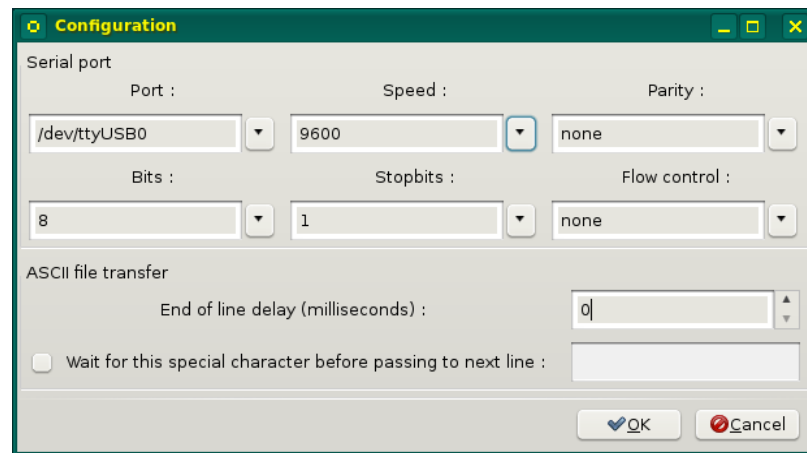 Configuration
Serial port
Port :
Speed :
Parity :
/dev/ttyUSB0
9600
none
Bits :
Stopbits :
Flow control :
8
1
none
ASCII file transfer
End of line delay (milliseconds) :
0
Wait for this special character before passing to next line :
OK
Cancel